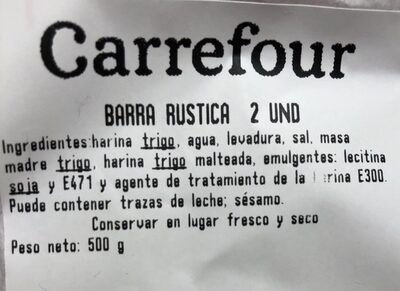 Carrefour
BARRA RUSTICA 2 UND
Ingredientes:harina trigo, agua, levadura, sal, masa
madre trigo, harina trigo malteada, emulgentes: lecitina
soja y E471 y agente de tratamiento de la E300.
Puede contener trazas de leche; sésamo.
Conservar en lugar fresco y seco
Peso neto: 500 g